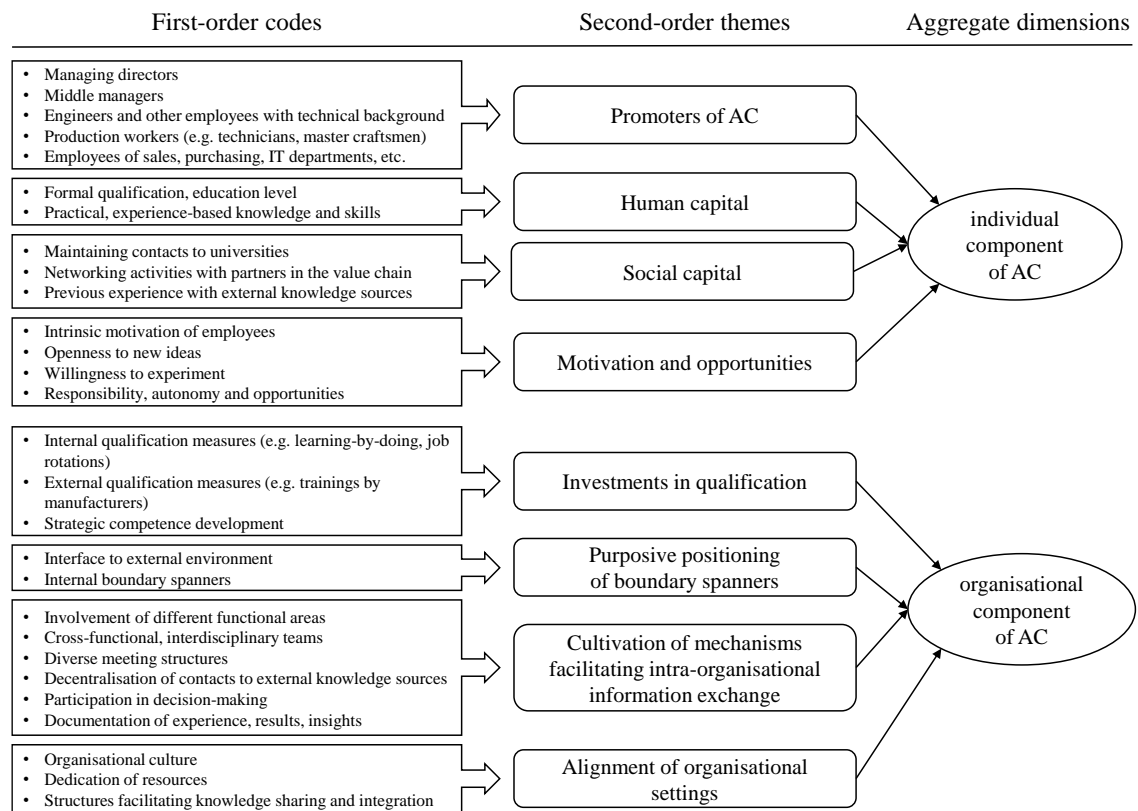 First-order codes
Second-order themes
Aggregate dimensions
• Managing directors
• Middle managers
• Engineers and other employees with technical background
• Production workers (e.g. technicians, master craftsmen)
• Employees of sales, purchasing, IT departments, etc.
Promoters of AC
• Formal qualification, education level
• Practical, experience-based knowledge and skills
Human capital
• Maintaining contacts to universities
• Networking activities with partners in the value chain
• Previous experience with external knowledge sources
Social capital
• Intrinsic motivation of employees
• Openness to new ideas
• Willingness to experiment
• Responsibility, autonomy and opportunities
Motivation and opportunities
individual
component
of AC
• Internal qualification measures (e.g. learning-by-doing, job
rotations)
• External qualification measures (e.g. trainings by
manufacturers)
• Strategic competence development
Investments in qualification
• Interface to external environment
• Internal boundary spanners
Purposive positioning
of boundary spanners
• Involvement of different functional areas
• Cross-functional, interdisciplinary teams
• Diverse meeting structures
• Decentralisation of contacts to external knowledge sources
• Participation in decision-making
• Documentation of experience, results, insights
Cultivation of mechanisms
facilitating intra-organisational
information exchange
• Organisational culture
• Dedication of resources
• Structures facilitating knowledge sharing and integration
Alignment of organisational
settings
organisational
component
of AC